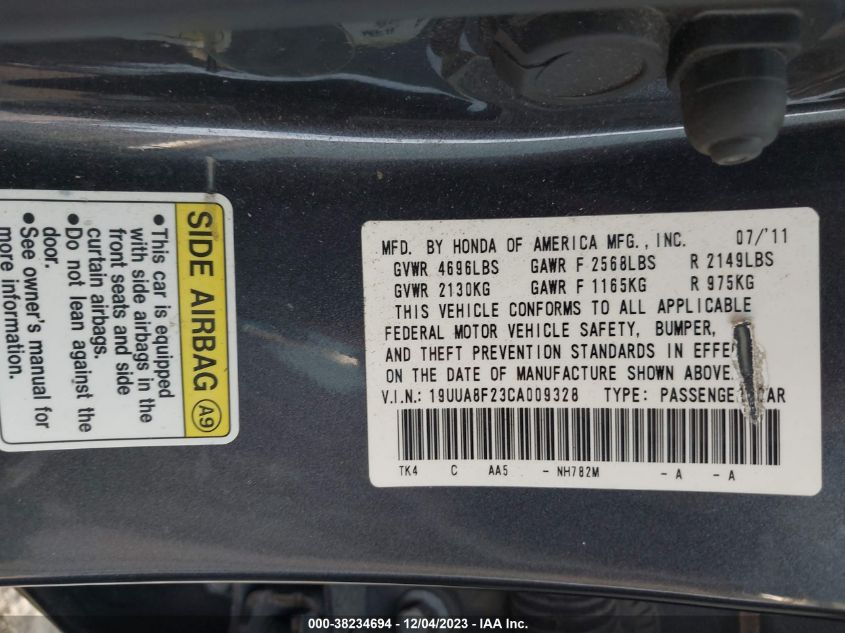 SIDE AIRBAG A9
●This car is equipped
with side airbags in the
front seats and side
curtain airbags.
●Do not lean against the
door.
●See owner's manual for
more information.
MFD. BY HONDA OF AMERICA MFG., INC. 07/'11
GVWR 4696LBS GAWR F 2568LBS R 2149LBS
GVWR 2130KG GAWR F 1165KG R 975KG
THIS VEHICLE CONFORMS TO ALL APPLICABLE
FEDERAL MOTOR VEHICLE SAFETY, BUMPER,
AND THEFT PREVENTION STANDARDS IN EFFE
ON THE DATE OF MANUFACTURE SHOWN ABOVE.
V.I.N.: 19UUA8F23CA009328 TYPE: PASSENGE CAR
TK4 C AA5 - NH782M - A - A
000-38234694 - 12/04/2023 - IAA Inc.